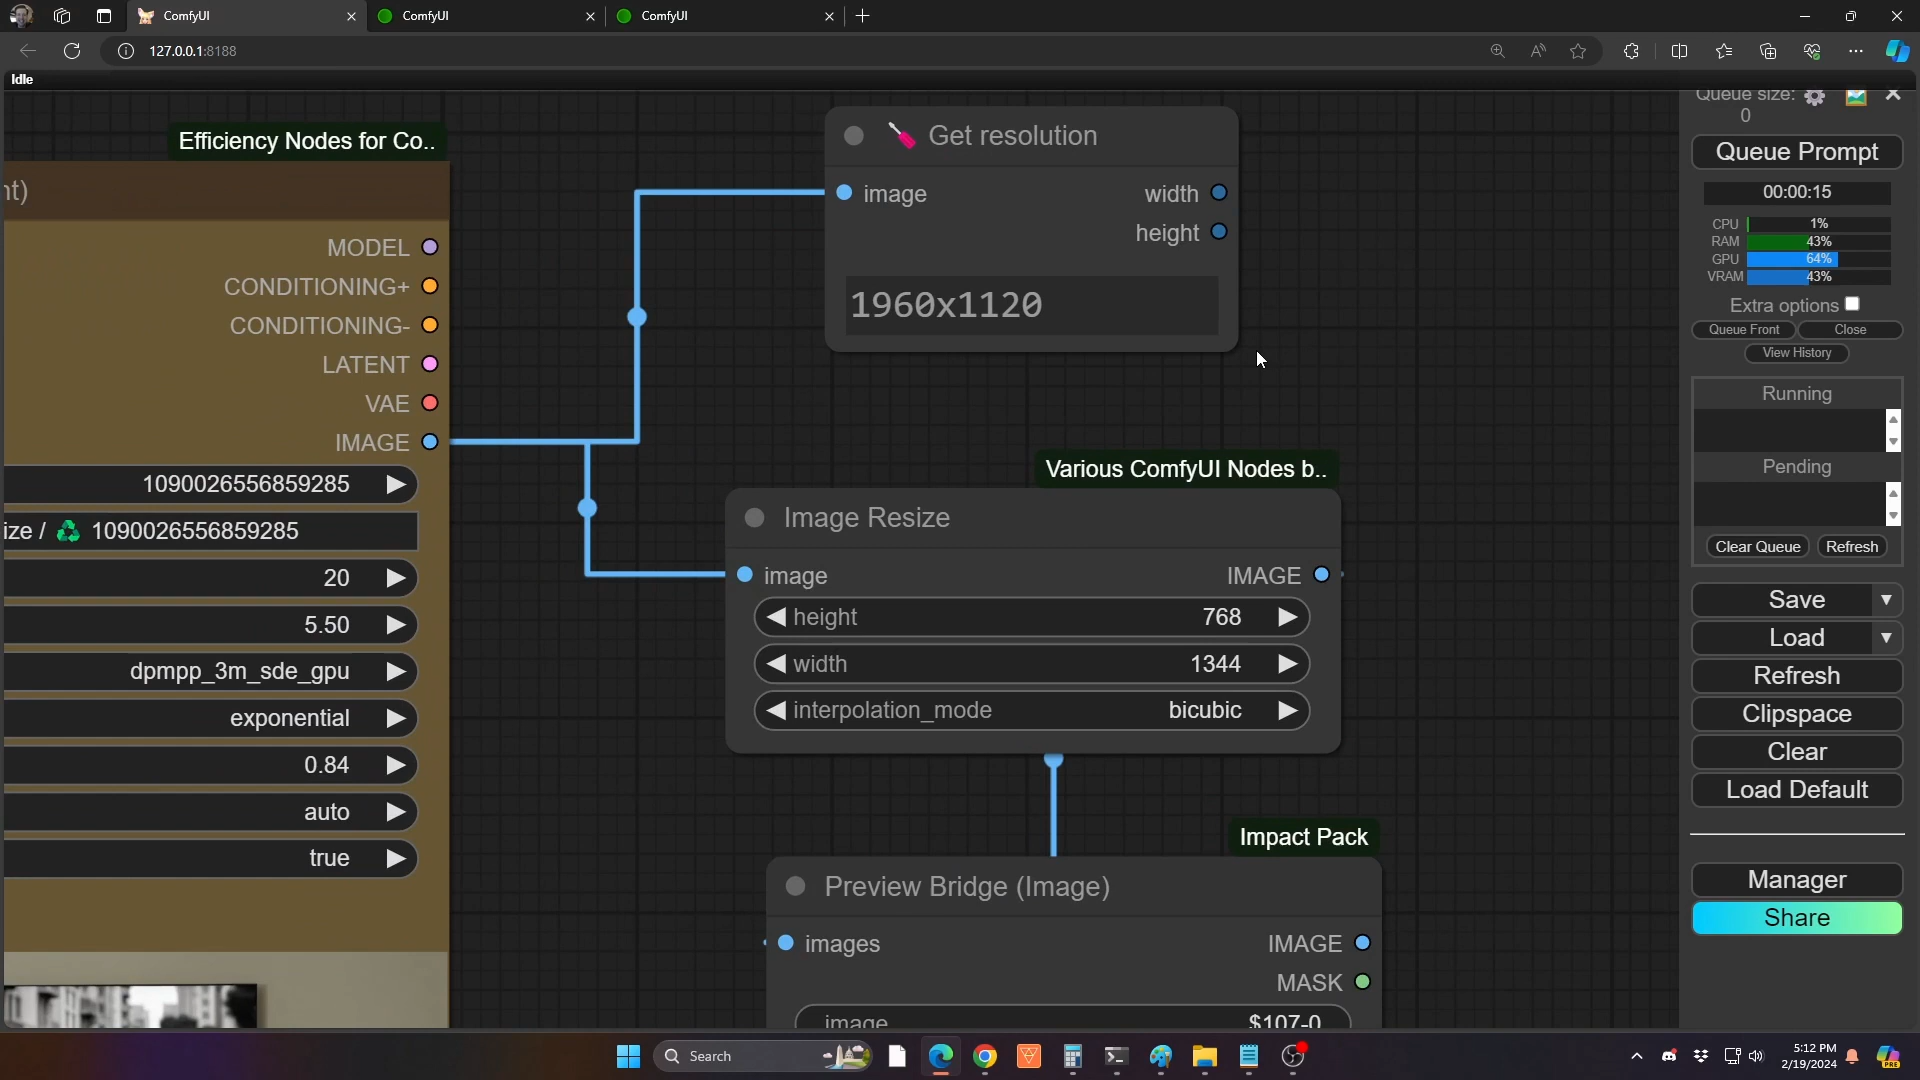 ComfyUI
ComfyUI
ComfyUI
127.0.0.1:8188
Idle
Efficiency Nodes for Co..
nt)
MODEL
CONDITIONING+
CONDITIONING-
LATENT
VAE
IMAGE
1090026556859285
ize / ♻ 1090026556859285
20
5.50
dpmpp_3m_sde_gpu
exponential
0.84
auto
true
Get resolution
image width
height
1960x1120
Various ComfyUI Nodes b..
Image Resize
image IMAGE
height 768
width 1344
interpolation_mode bicubic
Impact Pack
Preview Bridge (Image)
images IMAGE
MASK
image $107-0
Queue size:
0
Queue Prompt
00:00:15
CPU 1%
RAM 43%
GPU 64%
VRAM 43%
Extra options
Queue Front Close
View History
Running
Pending
Clear Queue Refresh
Save
Load
Refresh
Clipspace
Clear
Load Default
Manager
Share
Search
5:12 PM
2/19/2024
PRE